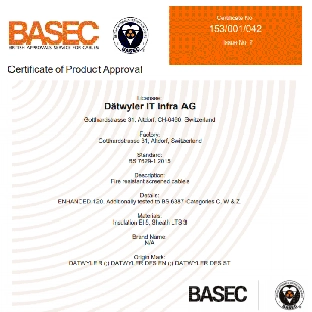 BASEC
BRITISH APPROVALS SERVICE FOR CABLES
Certificate No
153/001/042
Issue No 7
Certificate of Product Approval
Licensee:
Dätwyler IT Infra AG
Gotthardstrasse 31, Altdorf, CH-6460, Switzerland
Factory:
Gotthardstrasse 31, Altdorf, Switzerland
Standard:
BS 7629-1:2015
Description:
Fire resistant screened cables
Details:
ENHANCED 120. Additionally tested to BS 6387 Categories C, W & Z
Materials:
Insulation EI 5, Sheath LTS
Brand Name:
N/A
Origin Mark:
DATWYLER () DATWYLER DES EN () DATWYLER DES ST
BASEC